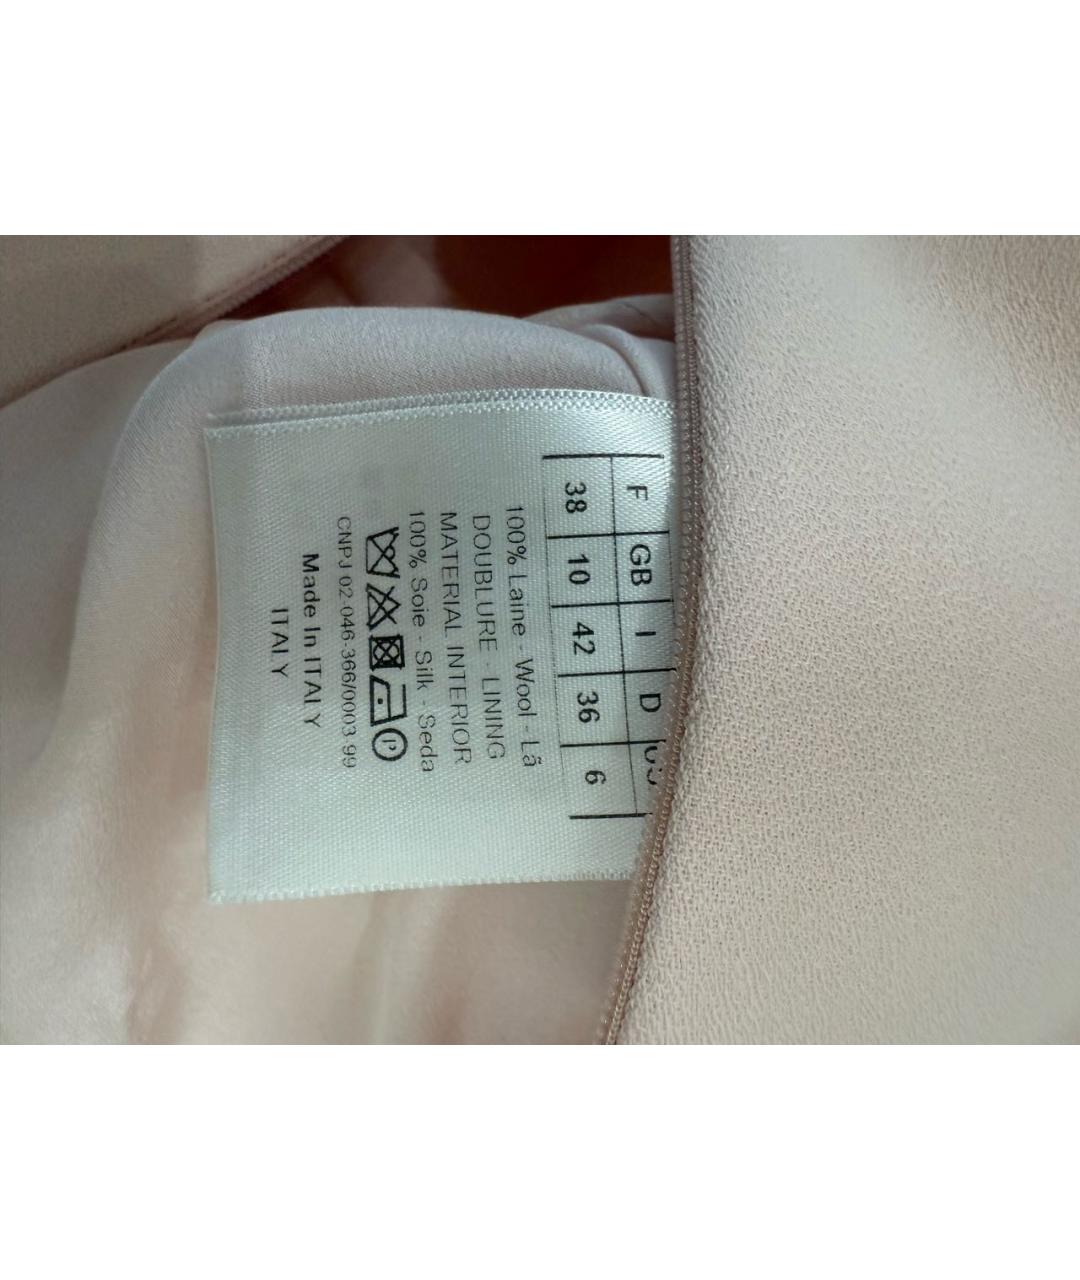 F GB I D
38 10 42 36 6
100% Laine - Wool - Lã
DOUBLURE - LINING
MATERIAL INTERIOR
100% Soie - Silk - Seda
P
CNPJ 02-046-366/0003-99
Made In ITALY
ITALY